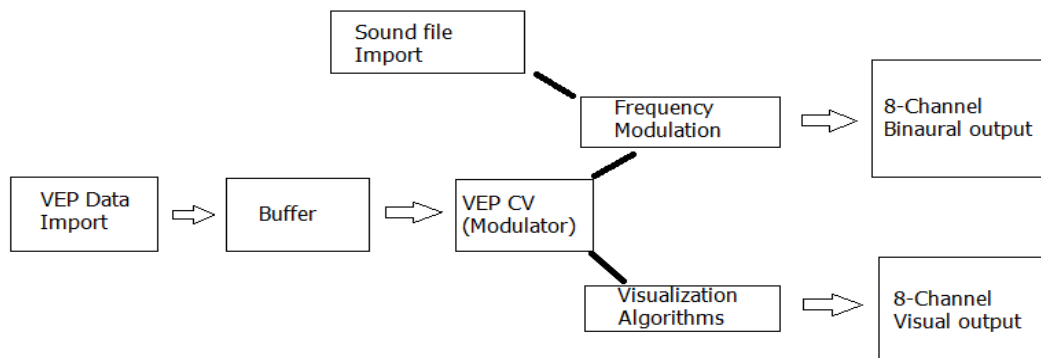 Sound file
Import
Frequency
Modulation
8-Channel
Binaural output
VEP Data
Import
Buffer
VEP CV
(Modulator)
Visualization
Algorithms
8-Channel
Visual output